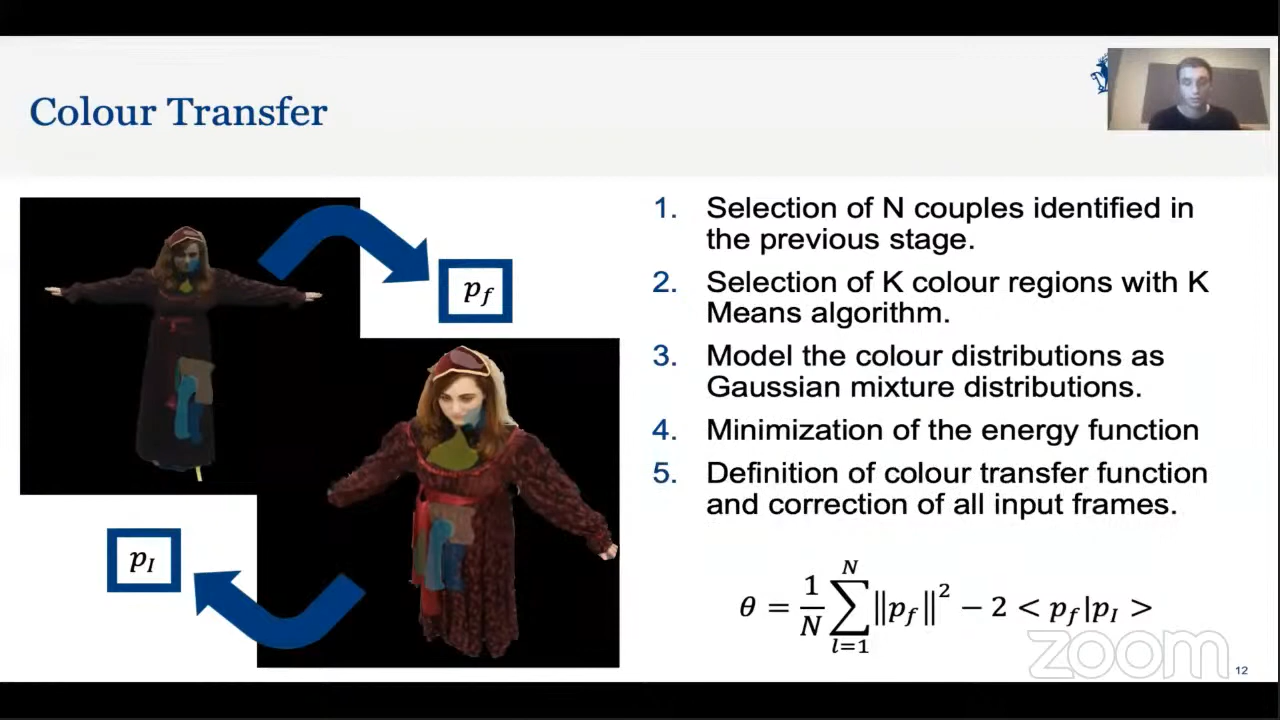 Colour Transfer
p_f
p_I
1. Selection of N couples identified in
the previous stage.
2. Selection of K colour regions with K
Means algorithm.
3. Model the colour distributions as
Gaussian mixture distributions.
4. Minimization of the energy function
5. Definition of colour transfer function
and correction of all input frames.
θ = 1/N ∑_{l=1}^{N} ‖p_f‖² − 2 < p_f|p_I >
zoom
12